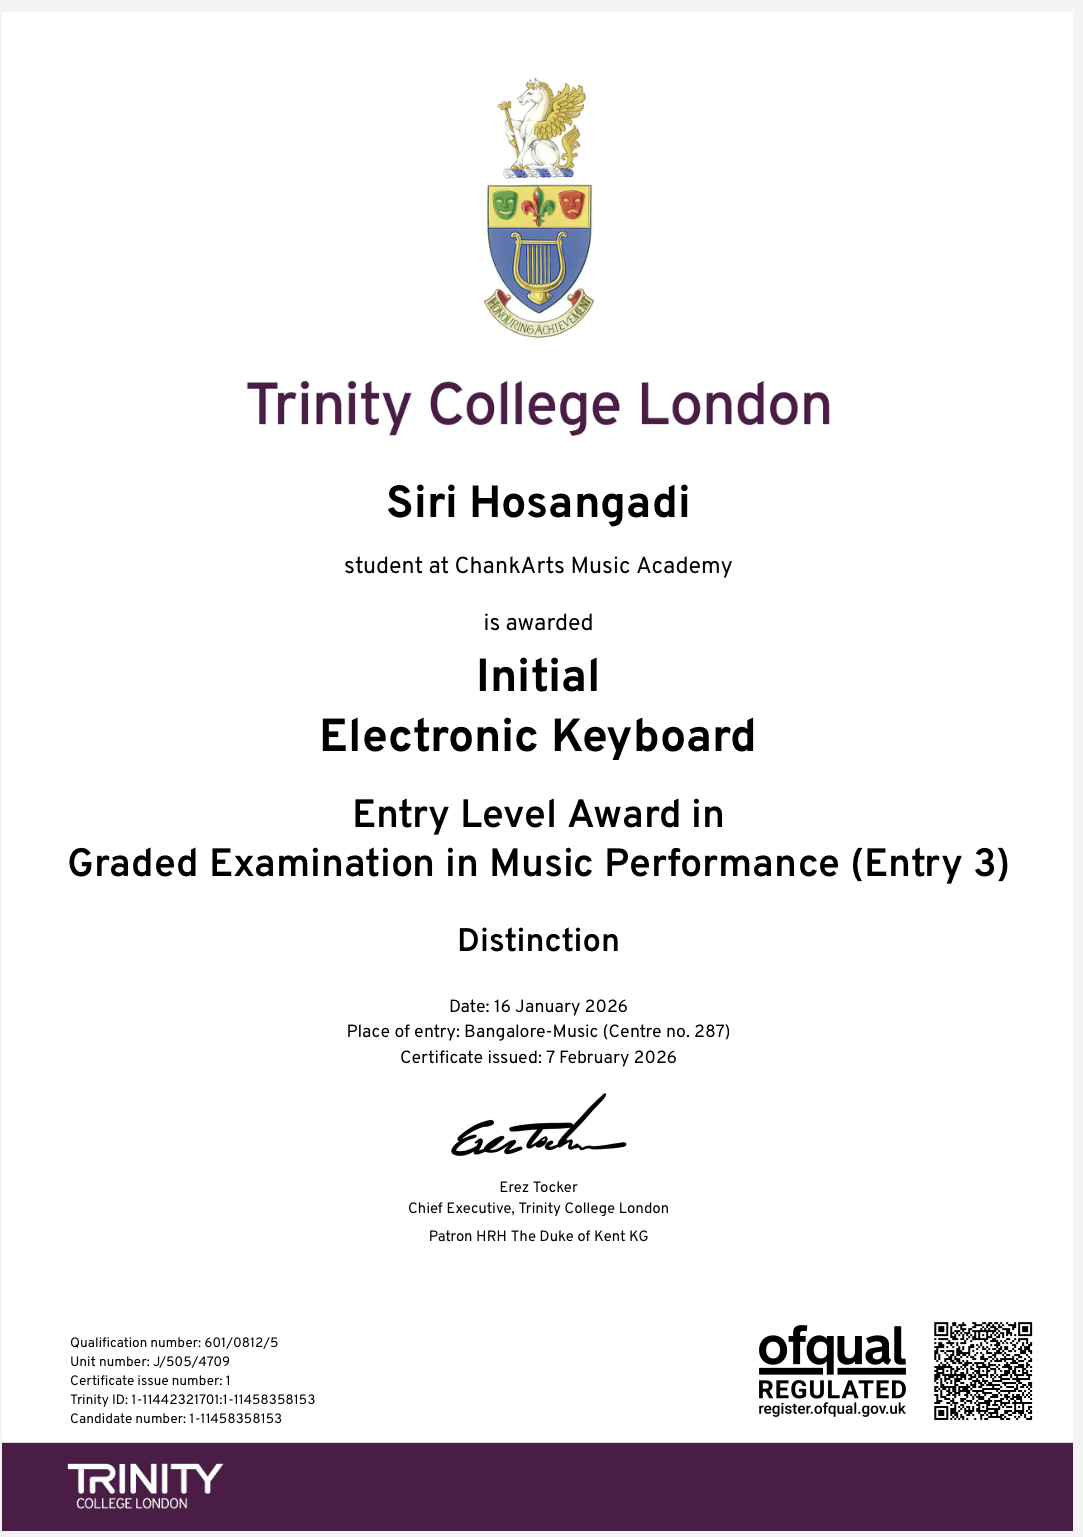 HONOURING ACHIEVEMENT
Trinity College London
Siri Hosangadi
student at ChankArts Music Academy
is awarded
Initial
Electronic Keyboard
Entry Level Award in
Graded Examination in Music Performance (Entry 3)
Distinction
Date: 16 January 2026
Place of entry: Bangalore-Music (Centre no. 287)
Certificate issued: 7 February 2026
Erez Tocker
Erez Tocker
Chief Executive, Trinity College London
Patron HRH The Duke of Kent KG
Qualification number: 601/0812/5
Unit number: J/505/4709
Certificate issue number: 1
Trinity ID: 1-11442321701:1-11458358153
Candidate number: 1-11458358153
ofqual
REGULATED
register.ofqual.gov.uk
TRINITY
COLLEGE LONDON